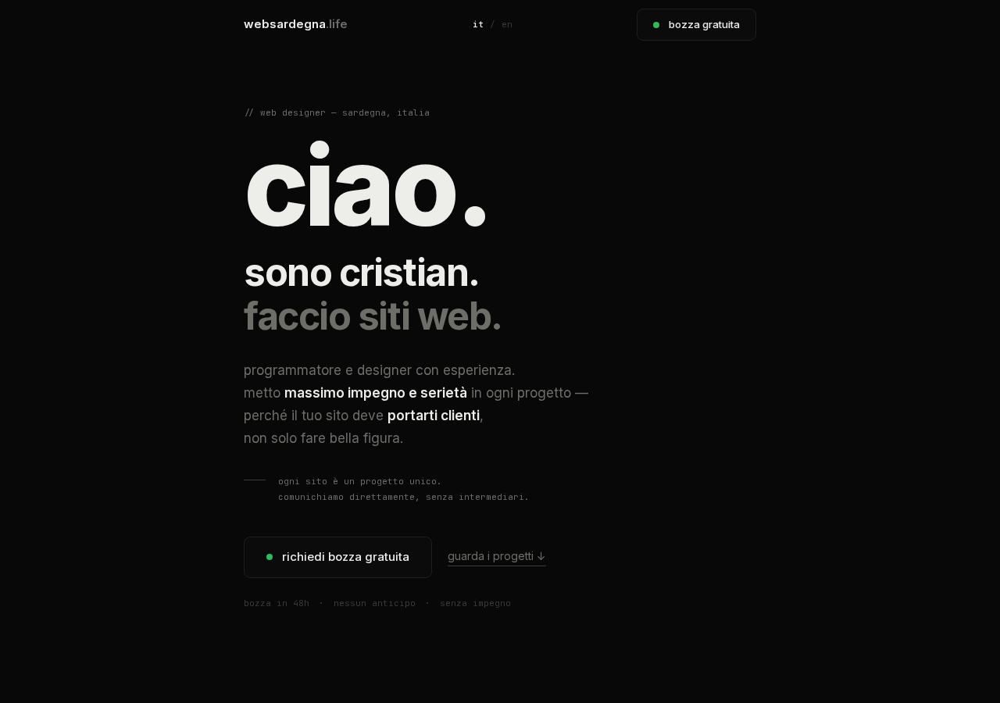 websardegna.life
it / en
bozza gratuita
// web designer — sardegna, italia
ciao.
sono cristian.
faccio siti web.
programmatore e designer con esperienza.
metto massimo impegno e serietà in ogni progetto —
perché il tuo sito deve portarti clienti,
non solo fare bella figura.
ogni sito è un progetto unico.
comunichiamo direttamente, senza intermediari.
richiedi bozza gratuita
guarda i progetti ↓
bozza in 48h · nessun anticipo · senza impegno